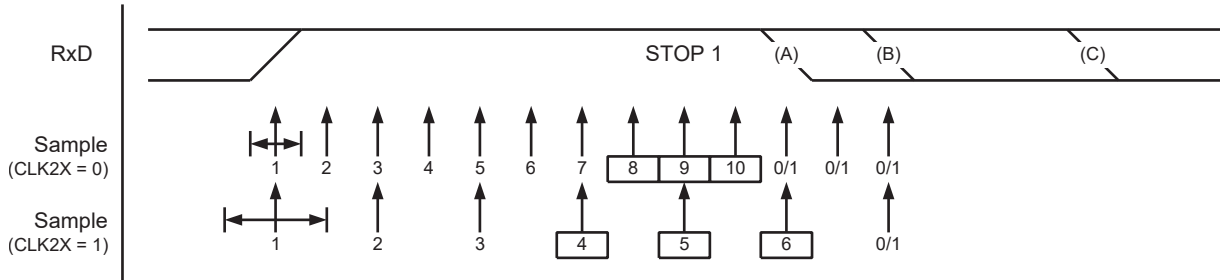 RxD
STOP 1
(A)
(B)
(C)
Sample
(CLK2X = 0)
1 2 3 4 5 6 7 8 9 10 0/1 0/1 0/1
Sample
(CLK2X = 1)
1 2 3 4 5 6 0/1